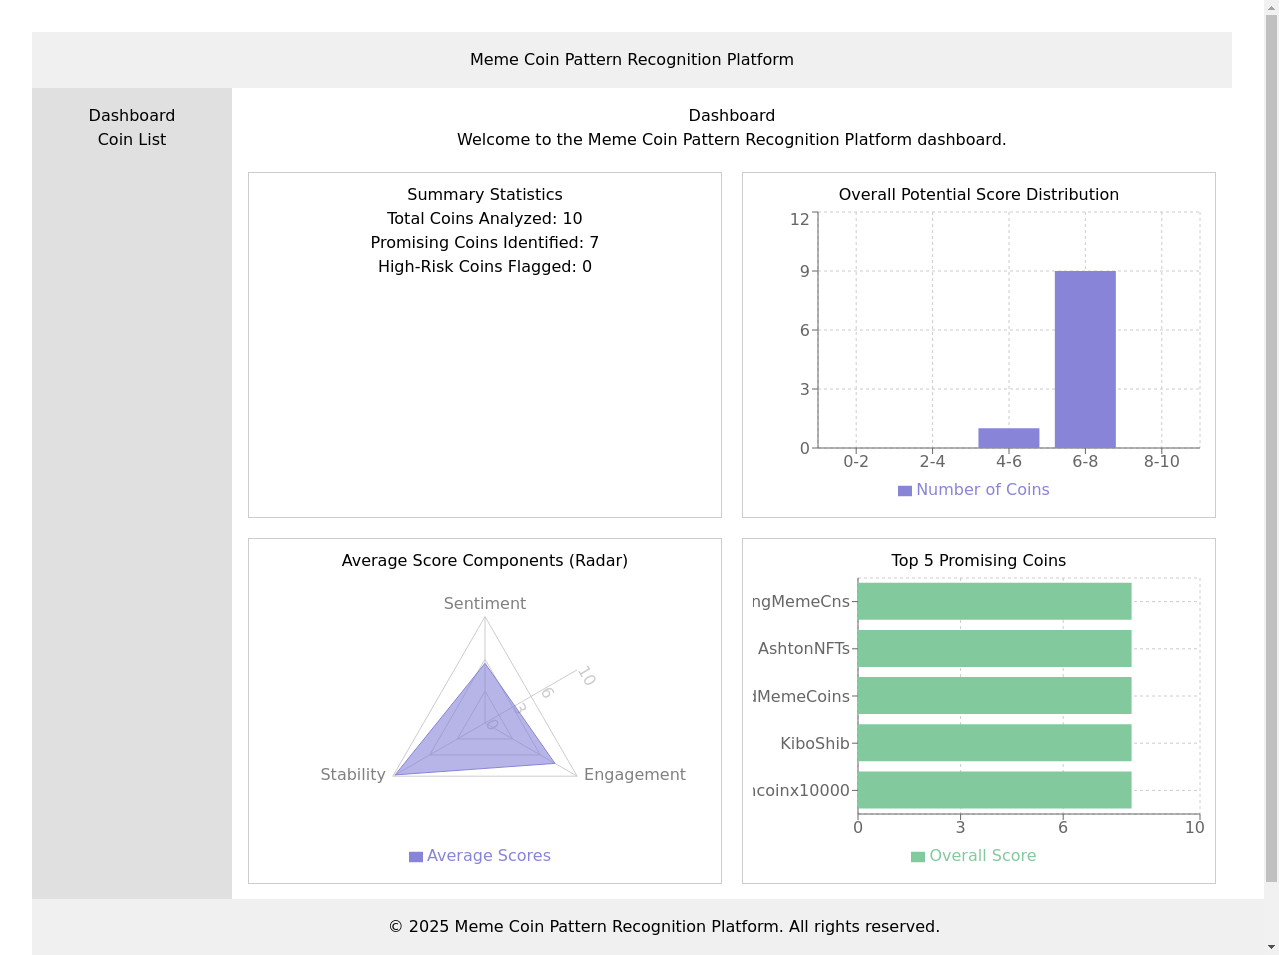 Meme Coin Pattern Recognition Platform
Dashboard
Coin List
Dashboard
Welcome to the Meme Coin Pattern Recognition Platform dashboard.
Summary Statistics
Total Coins Analyzed: 10
Promising Coins Identified: 7
High-Risk Coins Flagged: 0
Overall Potential Score Distribution
12
9
6
3
0
0-2
2-4
4-6
6-8
8-10
Number of Coins
Average Score Components (Radar)
Sentiment
10
6
3
0
Stability
Engagement
Average Scores
Top 5 Promising Coins
ngMemeCns
AshtonNFTs
dMemeCoins
KiboShib
ncoinx10000
0
3
6
10
Overall Score
© 2025 Meme Coin Pattern Recognition Platform. All rights reserved.